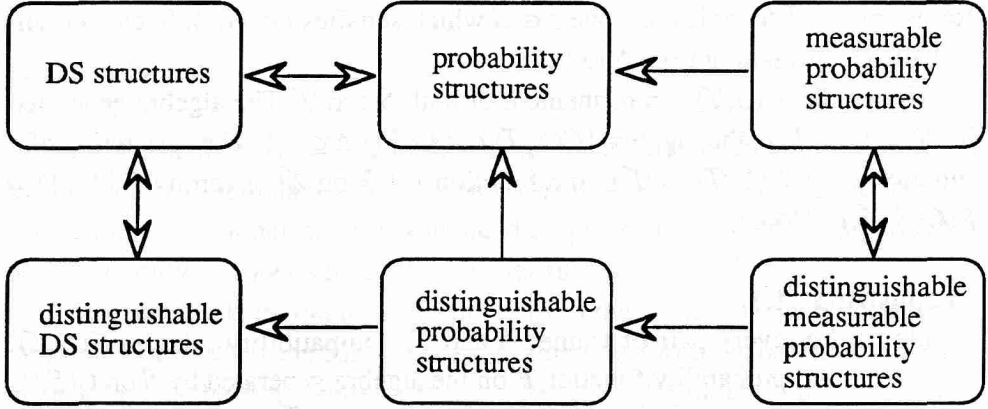 DS structures
probability
structures
measurable
probability
structures
distinguishable
DS structures
distinguishable
probability
structures
distinguishable
measurable
probability
structures